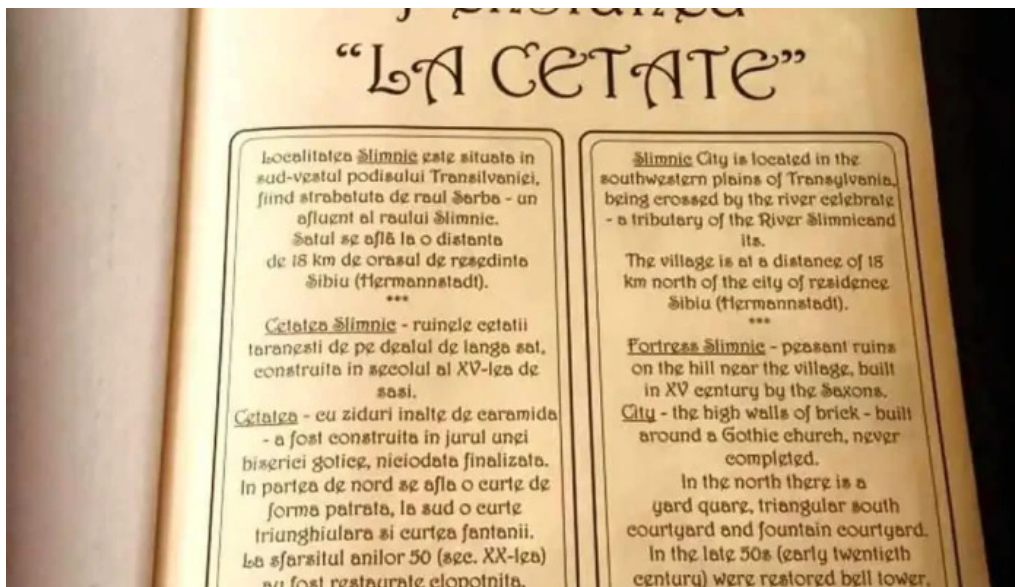 Pensiunea
“LA CETATE”
Localitatea Slimnic este situata in
sud-vestul podisului Transilvaniei,
fiind strabatuta de raul Sarba - un
afluent al raului Slimnic.
Satul se află la o distanta
de 18 km de orasul de resedinta
Sibiu (Hermannstadt).
***
Cetatea Slimnic - ruinele cetatii
taranesti de pe dealul de langa sat,
construita in secolul al XV-lea de
sasi.
Cetatea - cu ziduri inalte de caramida
- a fost construita in jurul unei
biserici gotice, niciodata finalizata.
In partea de nord se afla o curte de
forma patrata, la sud o curte
triunghiulara si curtea fantanii.
La sfarsitul anilor 50 (sec. XX-lea)
au fost restaurate clopotnita,
Slimnic City is located in the
southwestern plains of Transylvania,
being crossed by the river celebrate
- a tributary of the River Slimnicand
its.
The village is at a distance of 18
km north of the city of residence
Sibiu (Hermannstadt).
***
Fortress Slimnic - peasant ruins
on the hill near the village, built
in XV century by the Saxons.
City - the high walls of brick - built
around a Gothic church, never
completed.
In the north there is a
yard quare, triangular south
courtyard and fountain courtyard.
In the late 50s (early twentieth
century) were restored bell tower,